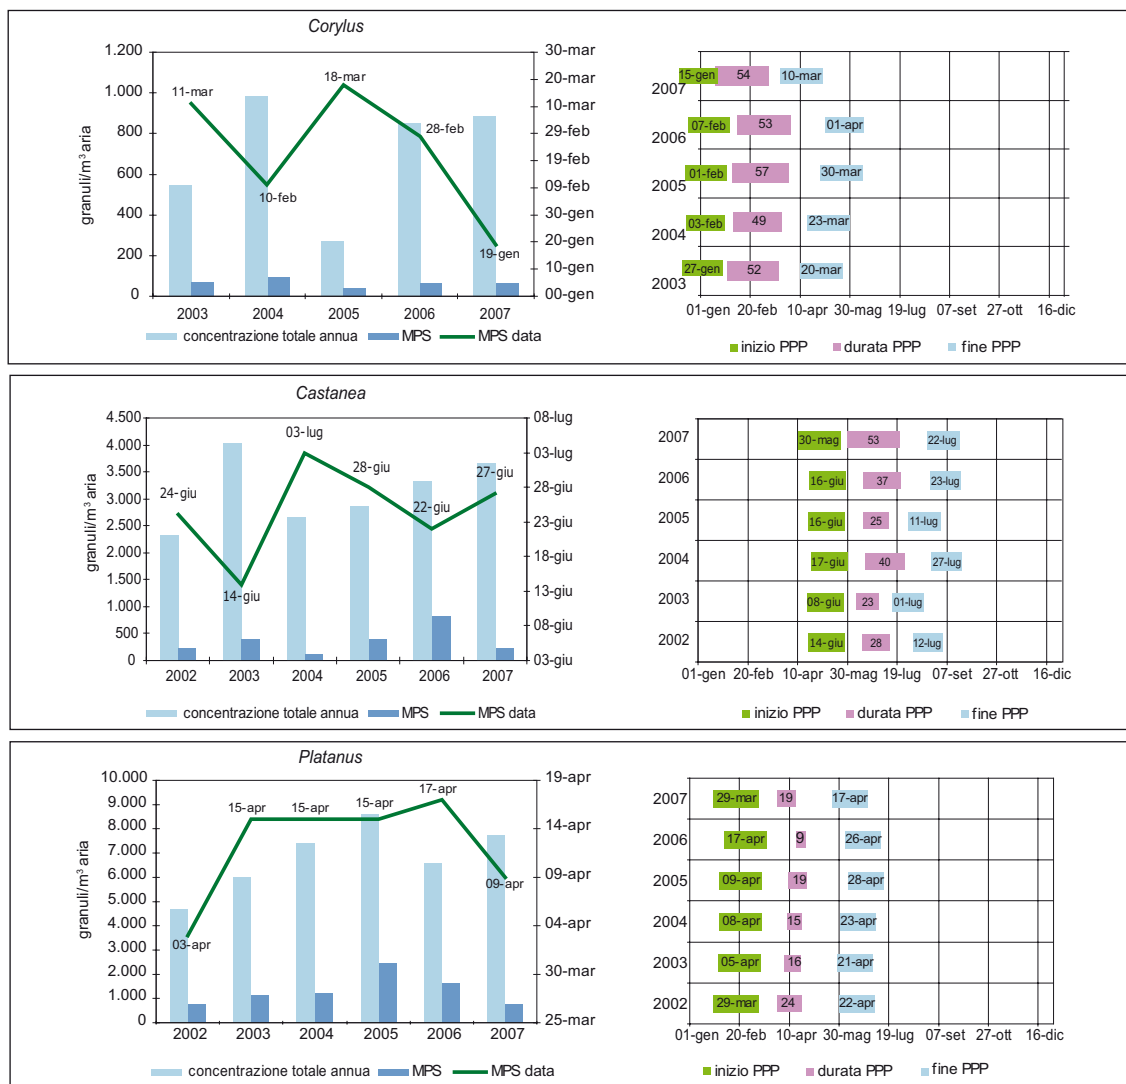 Corylus
granuli/m³ aria
1.200
1.000
800
600
400
200
0
30-mar
20-mar
10-mar
29-feb
19-feb
09-feb
30-gen
20-gen
10-gen
00-gen
11-mar
10-feb
18-mar
28-feb
19-gen
2003 2004 2005 2006 2007
concentrazione totale annua MPS MPS data
2007 15-gen 54 10-mar
2006 07-feb 53 01-apr
2005 01-feb 57 30-mar
2004 03-feb 49 23-mar
2003 27-gen 52 20-mar
01-gen 20-feb 10-apr 30-mag 19-lug 07-set 27-ott 16-dic
inizio PPP durata PPP fine PPP
Castanea
granuli/m³ aria
4.500
4.000
3.500
3.000
2.500
2.000
1.500
1.000
500
0
08-lug
03-lug
28-giu
23-giu
18-giu
13-giu
08-giu
03-giu
24-giu
14-giu
03-lug
28-giu
22-giu
27-giu
2002 2003 2004 2005 2006 2007
concentrazione totale annua MPS MPS data
2007 30-mag 53 22-lug
2006 16-giu 37 23-lug
2005 16-giu 25 11-lug
2004 17-giu 40 27-lug
2003 08-giu 23 01-lug
2002 14-giu 28 12-lug
01-gen 20-feb 10-apr 30-mag 19-lug 07-set 27-ott 16-dic
inizio PPP durata PPP fine PPP
Platanus
granuli/m³ aria
10.000
9.000
8.000
7.000
6.000
5.000
4.000
3.000
2.000
1.000
0
19-apr
14-apr
09-apr
04-apr
30-mar
25-mar
03-apr
15-apr
15-apr
15-apr
17-apr
09-apr
2002 2003 2004 2005 2006 2007
concentrazione totale annua MPS MPS data
2007 29-mar 19 17-apr
2006 17-apr 9 26-apr
2005 09-apr 19 28-apr
2004 08-apr 15 23-apr
2003 05-apr 16 21-apr
2002 29-mar 24 22-apr
01-gen 20-feb 10-apr 30-mag 19-lug 07-set 27-ott 16-dic
inizio PPP durata PPP fine PPP